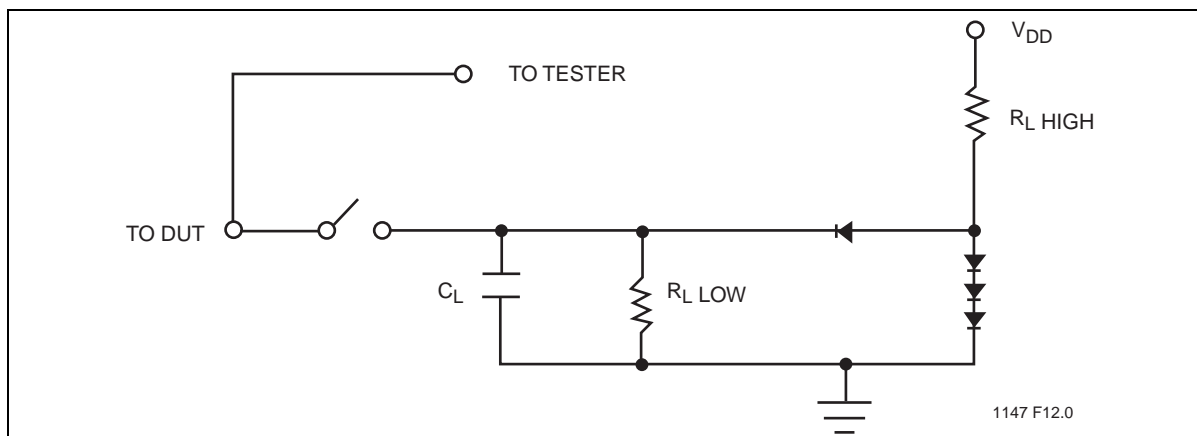 V_DD
TO TESTER
R_L HIGH
TO DUT
C_L
R_L LOW
1147 F12.0